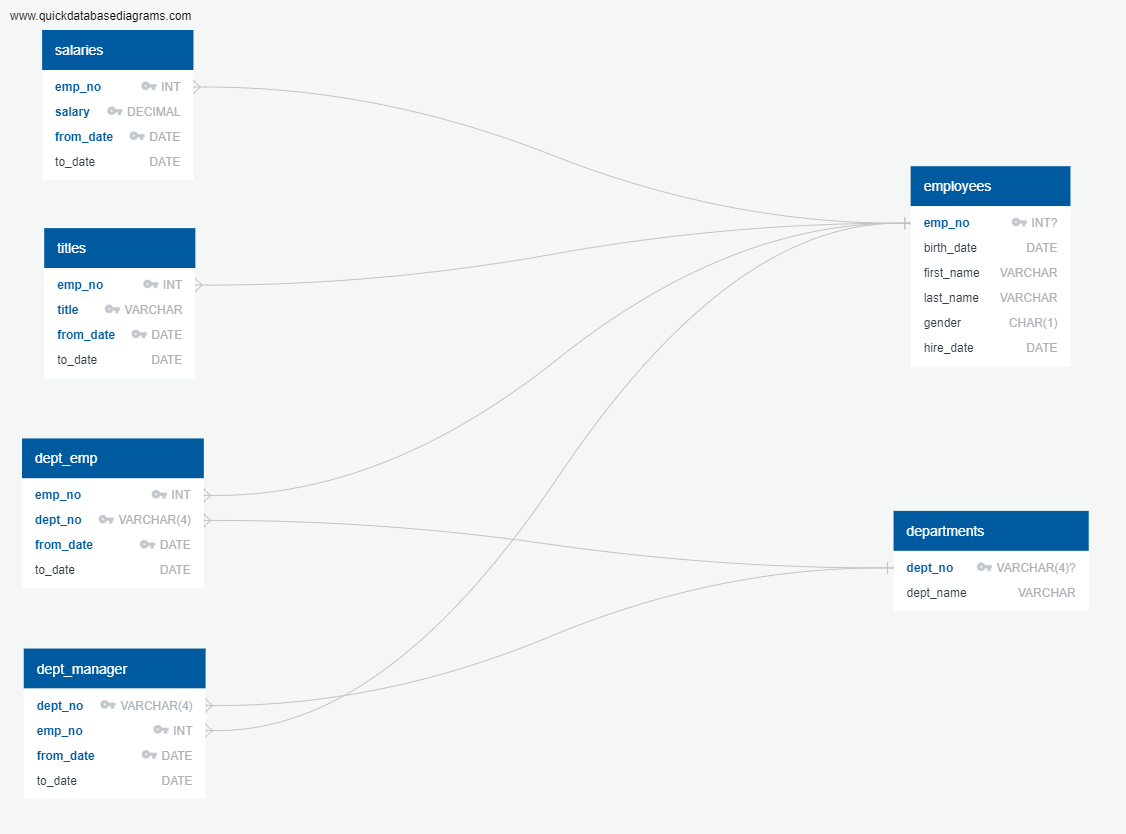 www.quickdatabasediagrams.com
salaries
emp_no INT
salary DECIMAL
from_date DATE
to_date DATE
titles
emp_no INT
title VARCHAR
from_date DATE
to_date DATE
dept_emp
emp_no INT
dept_no VARCHAR(4)
from_date DATE
to_date DATE
dept_manager
dept_no VARCHAR(4)
emp_no INT
from_date DATE
to_date DATE
employees
emp_no INT?
birth_date DATE
first_name VARCHAR
last_name VARCHAR
gender CHAR(1)
hire_date DATE
departments
dept_no VARCHAR(4)?
dept_name VARCHAR